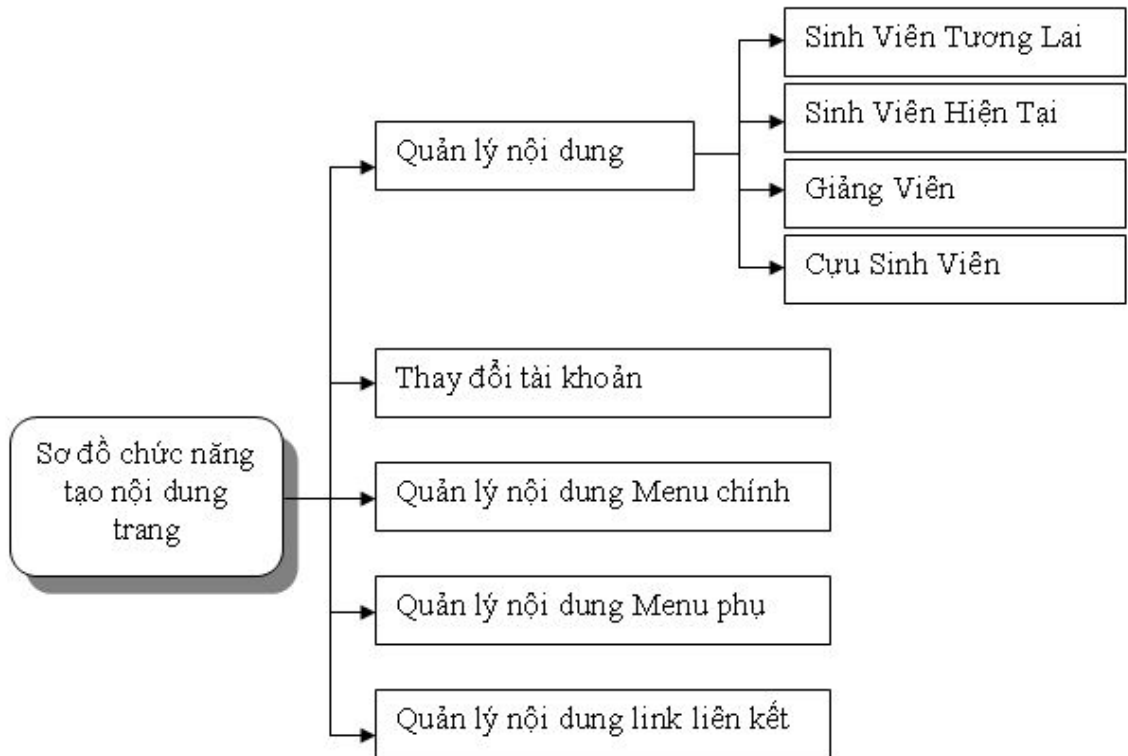 Sinh Viên Tương Lai
Sinh Viên Hiện Tại
Quản lý nội dung
Giảng Viên
Cựu Sinh Viên
Thay đổi tài khoản
Sơ đồ chức năng
tạo nội dung
trang
Quản lý nội dung Menu chính
Quản lý nội dung Menu phụ
Quản lý nội dung link liên kết